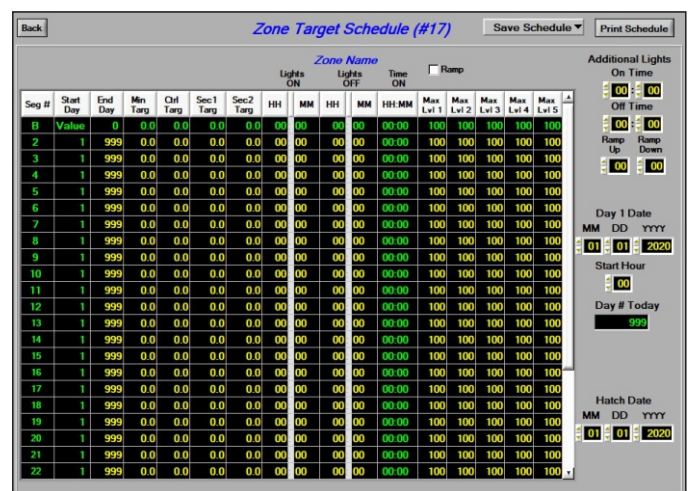 Back
Zone Target Schedule (#17)
Save Schedule
Print Schedule
Zone Name
Lights ON
Lights OFF
Time ON
Ramp
Seg # Start Day End Day Min Targ Ctrl Targ Sec1 Targ Sec2 Targ HH MM HH MM HH:MM Max Lvl 1 Max Lvl 2 Max Lvl 3 Max Lvl 4 Max Lvl 5
B Value 0 0.0 0.0 0.0 0.0 00 00 00 00 00:00 100 100 100 100 100
2 1 999 0.0 0.0 0.0 0.0 00 00 00 00 00:00 100 100 100 100 100
3 1 999 0.0 0.0 0.0 0.0 00 00 00 00 00:00 100 100 100 100 100
4 1 999 0.0 0.0 0.0 0.0 00 00 00 00 00:00 100 100 100 100 100
5 1 999 0.0 0.0 0.0 0.0 00 00 00 00 00:00 100 100 100 100 100
6 1 999 0.0 0.0 0.0 0.0 00 00 00 00 00:00 100 100 100 100 100
7 1 999 0.0 0.0 0.0 0.0 00 00 00 00 00:00 100 100 100 100 100
8 1 999 0.0 0.0 0.0 0.0 00 00 00 00 00:00 100 100 100 100 100
9 1 999 0.0 0.0 0.0 0.0 00 00 00 00 00:00 100 100 100 100 100
10 1 999 0.0 0.0 0.0 0.0 00 00 00 00 00:00 100 100 100 100 100
11 1 999 0.0 0.0 0.0 0.0 00 00 00 00 00:00 100 100 100 100 100
12 1 999 0.0 0.0 0.0 0.0 00 00 00 00 00:00 100 100 100 100 100
13 1 999 0.0 0.0 0.0 0.0 00 00 00 00 00:00 100 100 100 100 100
14 1 999 0.0 0.0 0.0 0.0 00 00 00 00 00:00 100 100 100 100 100
15 1 999 0.0 0.0 0.0 0.0 00 00 00 00 00:00 100 100 100 100 100
16 1 999 0.0 0.0 0.0 0.0 00 00 00 00 00:00 100 100 100 100 100
17 1 999 0.0 0.0 0.0 0.0 00 00 00 00 00:00 100 100 100 100 100
18 1 999 0.0 0.0 0.0 0.0 00 00 00 00 00:00 100 100 100 100 100
19 1 999 0.0 0.0 0.0 0.0 00 00 00 00 00:00 100 100 100 100 100
20 1 999 0.0 0.0 0.0 0.0 00 00 00 00 00:00 100 100 100 100 100
21 1 999 0.0 0.0 0.0 0.0 00 00 00 00 00:00 100 100 100 100 100
22 1 999 0.0 0.0 0.0 0.0 00 00 00 00 00:00 100 100 100 100 100
Additional Lights
On Time
00 : 00
Off Time
00 : 00
Ramp Up Ramp Down
00 00
Day 1 Date
MM DD YYYY
01 01 2020
Start Hour
00
Day # Today
999
Hatch Date
MM DD YYYY
01 01 2020